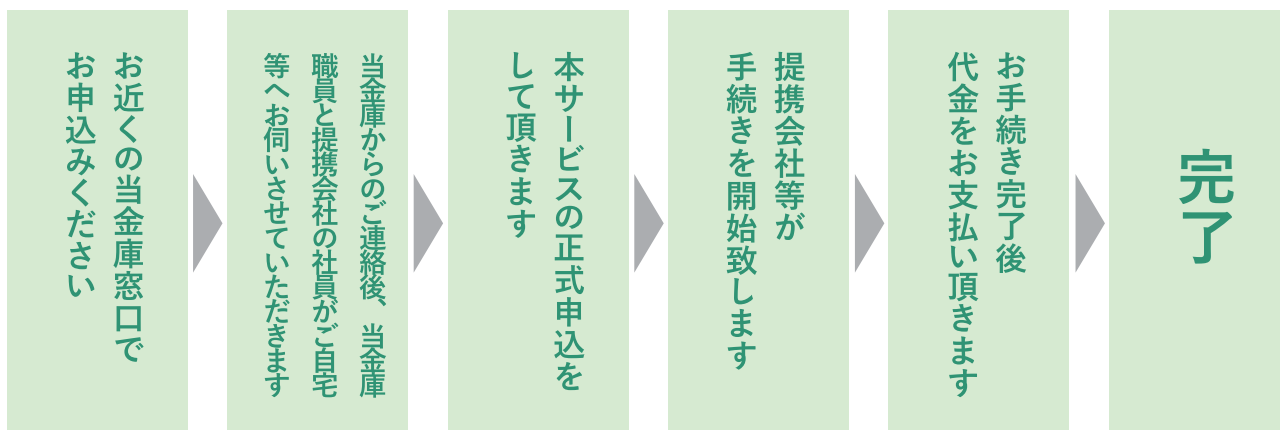 お近くの当金庫窓口で
お申込みください
当金庫からのご連絡後、当金庫
職員と提携会社の社員がご自宅
等へお伺いさせていただきます
本サービスの正式申込を
して頂きます
提携会社等が
手続きを開始致します
お手続き完了後
代金をお支払い頂きます
完了